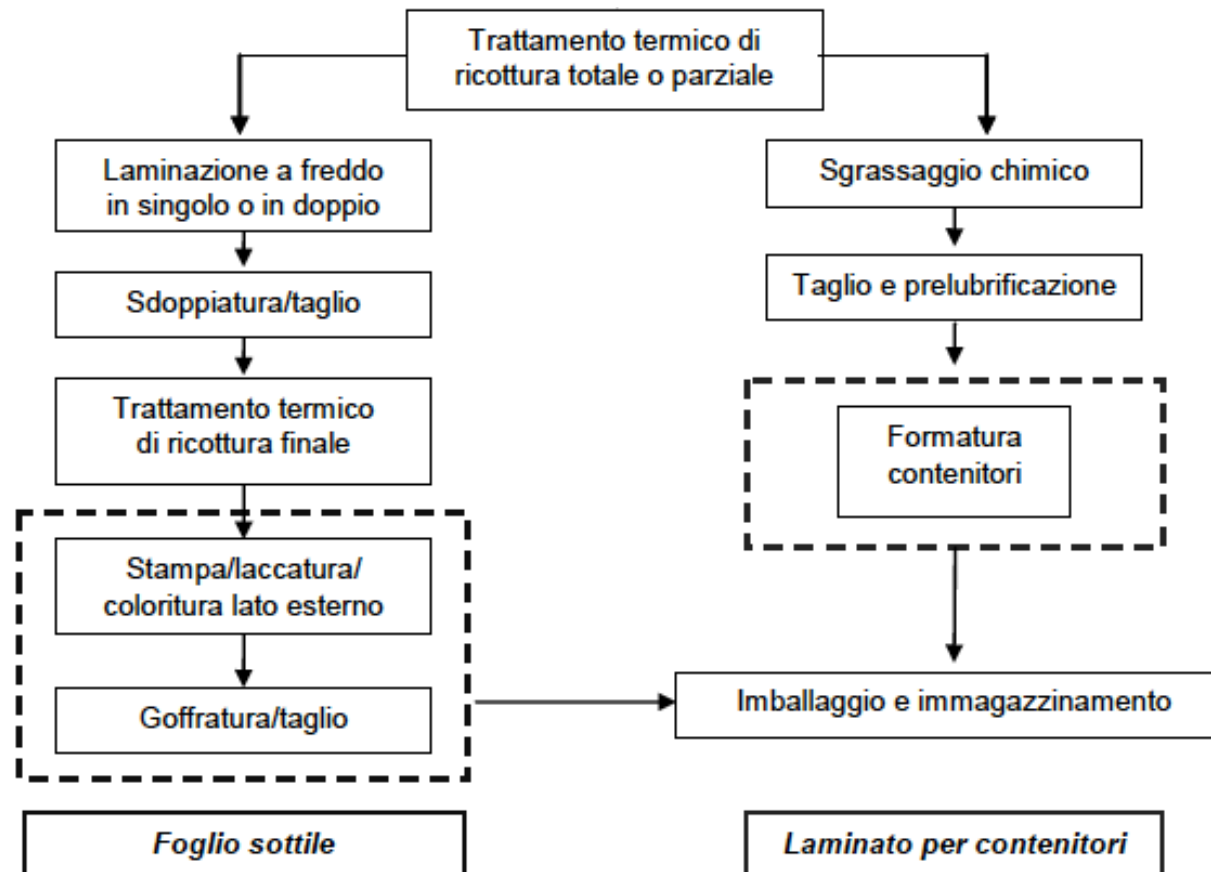 Trattamento termico di
ricottura totale o parziale
Laminazione a freddo
in singolo o in doppio
Sdoppiatura/taglio
Trattamento termico
di ricottura finale
Stampa/laccatura/
coloritura lato esterno
Goffratura/taglio
Foglio sottile
Sgrassaggio chimico
Taglio e prelubrificazione
Formatura
contenitori
Imballaggio e immagazzinamento
Laminato per contenitori